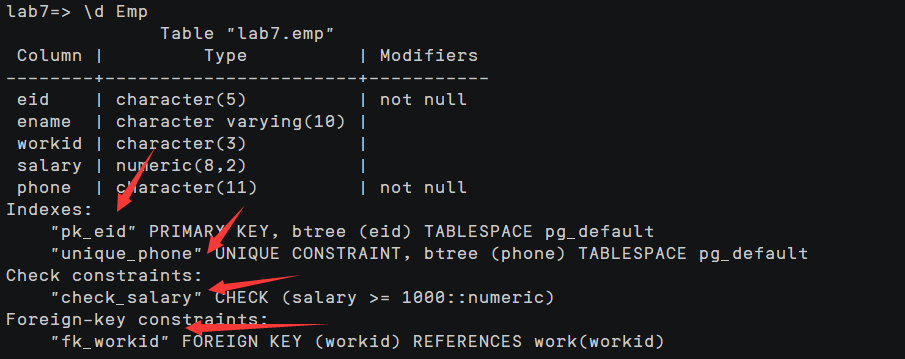 lab7=> \d Emp
Table "lab7.emp"
Column | Type | Modifiers
--------+-----------------------+-----------
eid | character(5) | not null
ename | character varying(10) |
workid | character(3) |
salary | numeric(8,2) |
phone | character(11) | not null
Indexes:
"pk_eid" PRIMARY KEY, btree (eid) TABLESPACE pg_default
"unique_phone" UNIQUE CONSTRAINT, btree (phone) TABLESPACE pg_default
Check constraints:
"check_salary" CHECK (salary >= 1000::numeric)
Foreign-key constraints:
"fk_workid" FOREIGN KEY (workid) REFERENCES work(workid)